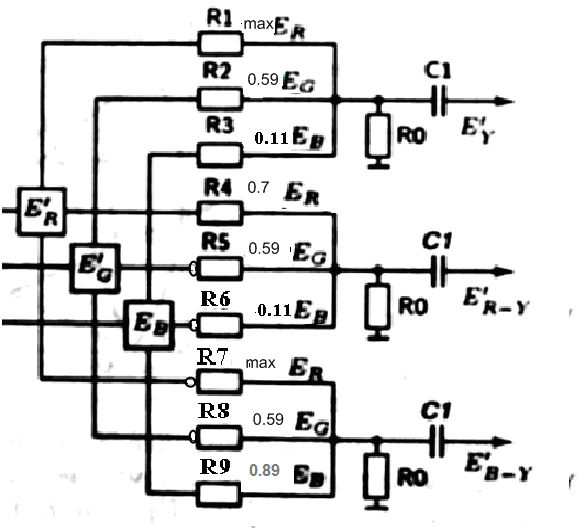 R1 max E_R
R2 0.59 E_G C1
R3 0.11 E_B R0 E'_Y
E'_R R4 0.7 E_R
E'_G R5 0.59 E_G C1
E_B R6 0.11 E_B R0 E'_R-Y
R7 max E_R
R8 0.59 E_G C1
R9 0.89 E_B R0 E'_B-Y